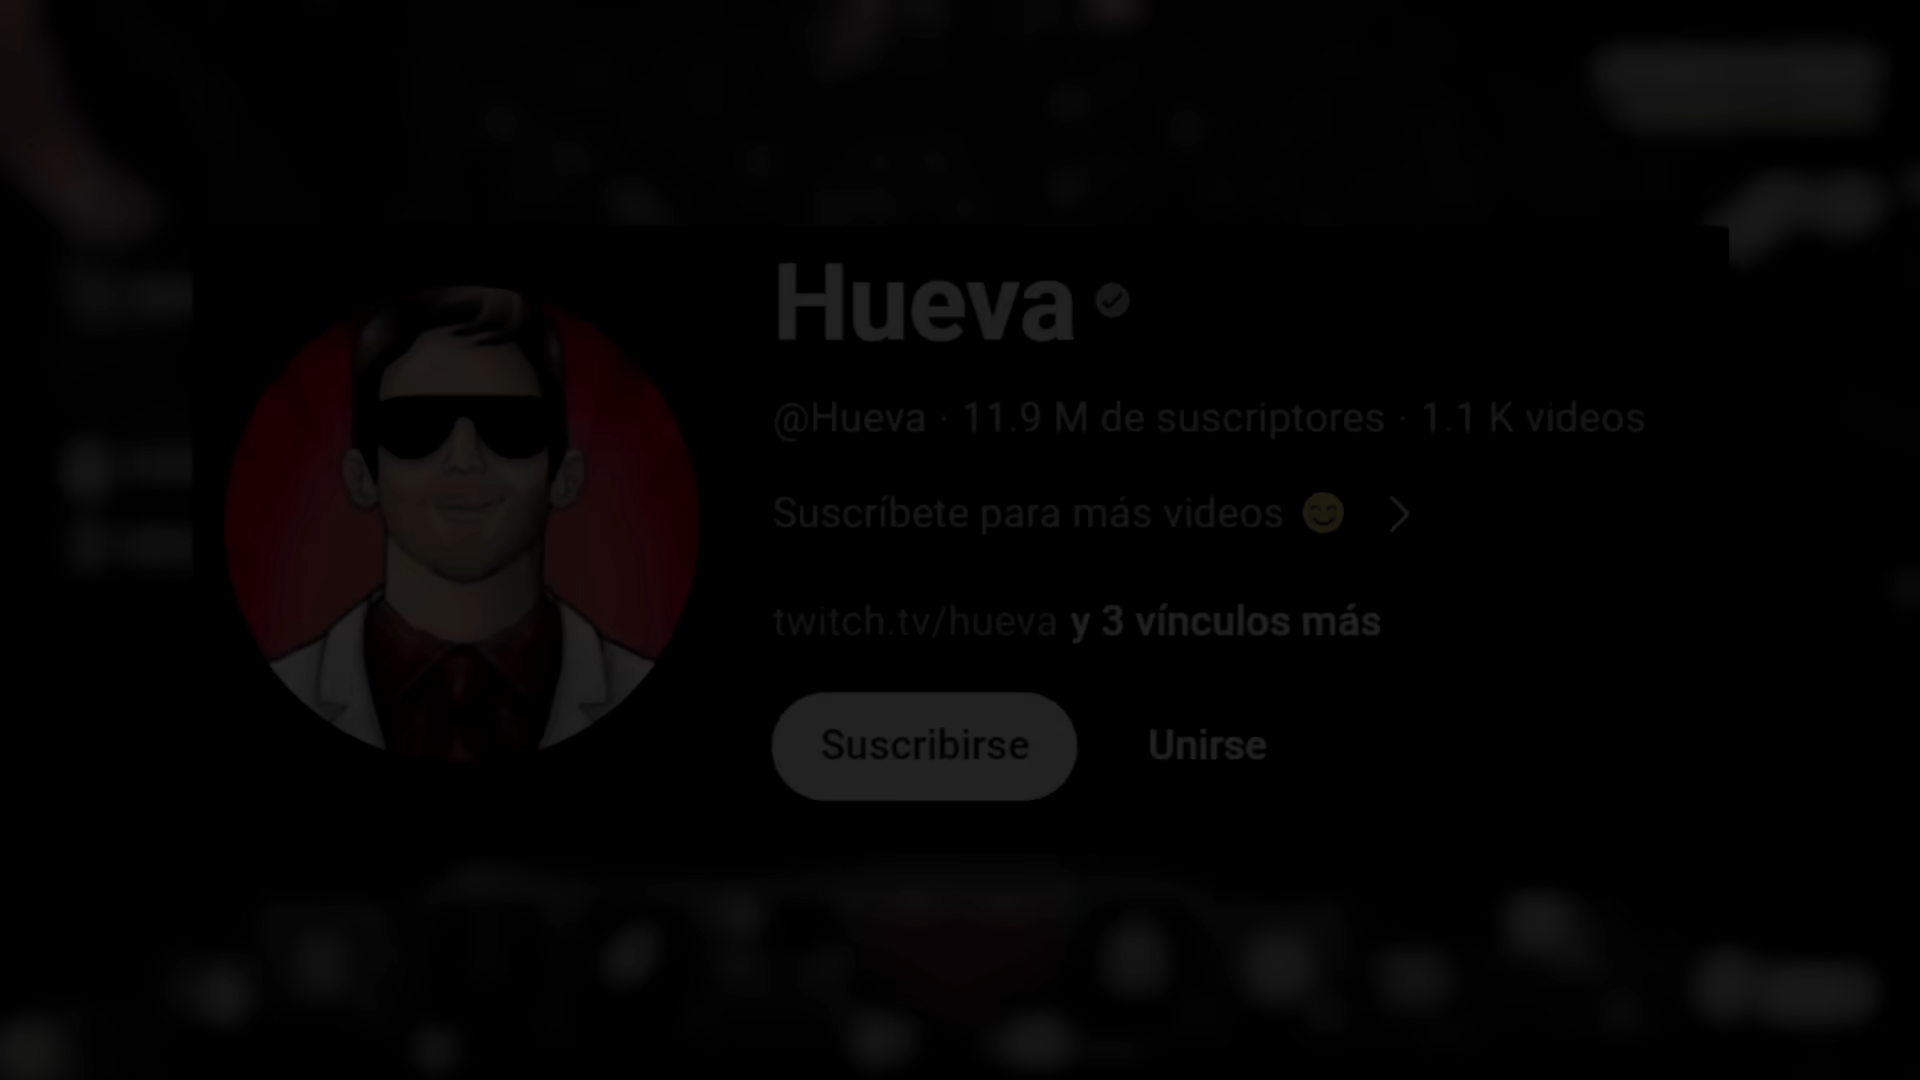 Hueva
@Hueva · 11.9 M de suscriptores · 1.1 K videos
Suscríbete para más videos 😄 >
twitch.tv/hueva y 3 vínculos más
Suscribirse Unirse